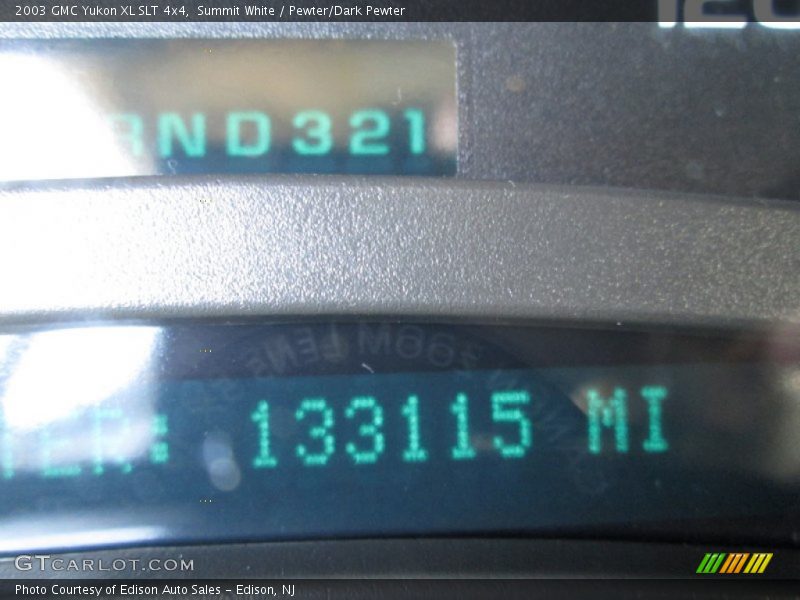 2003 GMC Yukon XL SLT 4x4, Summit White / Pewter/Dark Pewter
RND321
TER: 133115 MI
GTCARLOT.COM
Photo Courtesy of Edison Auto Sales - Edison, NJ